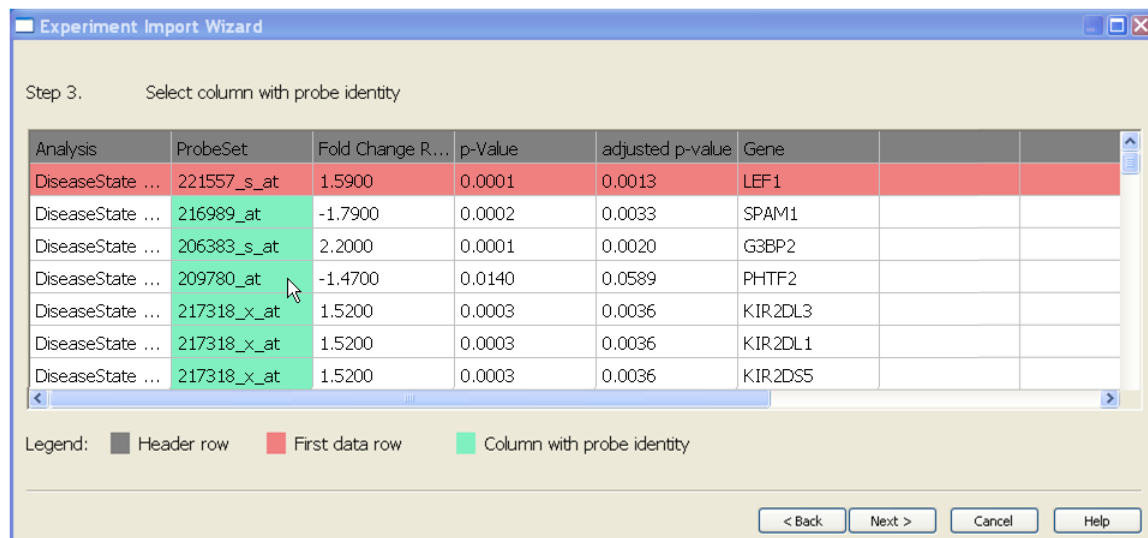 Experiment Import Wizard
Step 3. Select column with probe identity
Analysis ProbeSet Fold Change R... p-Value adjusted p-value Gene
DiseaseState ... 221557_s_at 1.5900 0.0001 0.0013 LEF1
DiseaseState ... 216989_at -1.7900 0.0002 0.0033 SPAM1
DiseaseState ... 206383_s_at 2.2000 0.0001 0.0020 G3BP2
DiseaseState ... 209780_at -1.4700 0.0140 0.0589 PHTF2
DiseaseState ... 217318_x_at 1.5200 0.0003 0.0036 KIR2DL3
DiseaseState ... 217318_x_at 1.5200 0.0003 0.0036 KIR2DL1
DiseaseState ... 217318_x_at 1.5200 0.0003 0.0036 KIR2DS5
Legend: Header row First data row Column with probe identity
< Back Next > Cancel Help